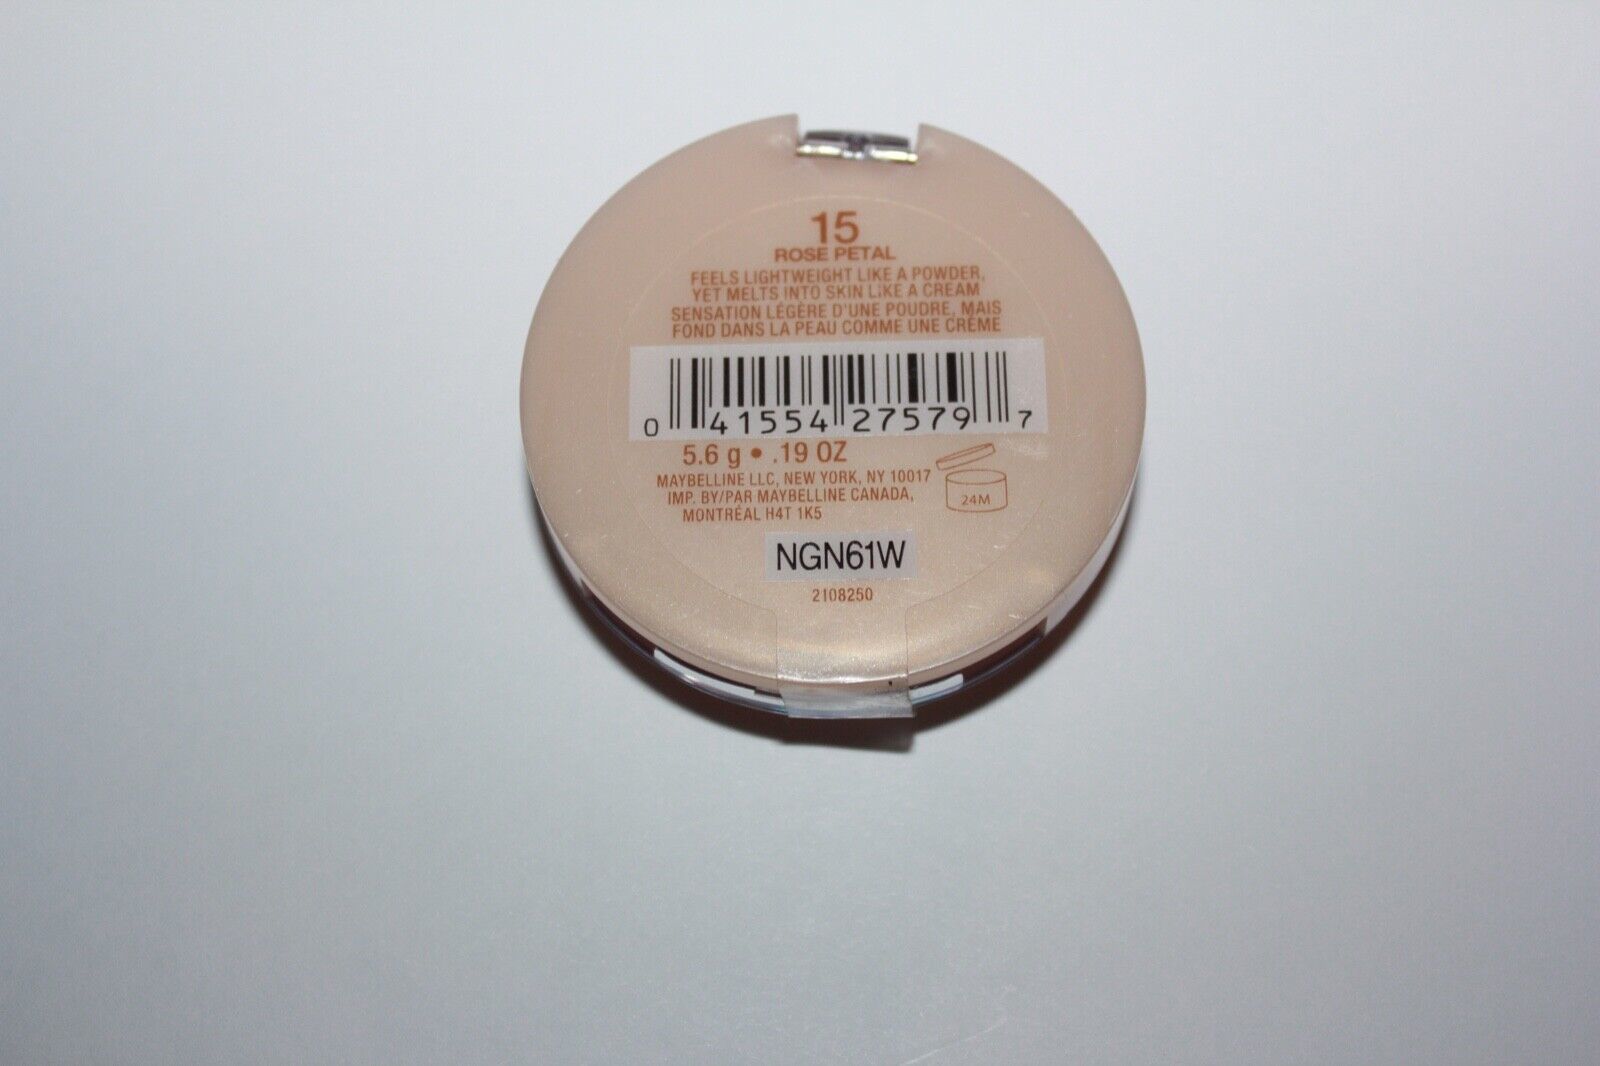 15
ROSE PETAL
FEELS LIGHTWEIGHT LIKE A POWDER,
YET MELTS INTO SKIN LIKE A CREAM
SENSATION LÉGÈRE D'UNE POUDRE, MAIS
FOND DANS LA PEAU COMME UNE CRÈME
0 41554 27579 7
5.6 g • .19 OZ
MAYBELLINE LLC, NEW YORK, NY 10017
IMP. BY/PAR MAYBELLINE CANADA,
MONTRÉAL H4T 1K5
24M
NGN61W
2108250